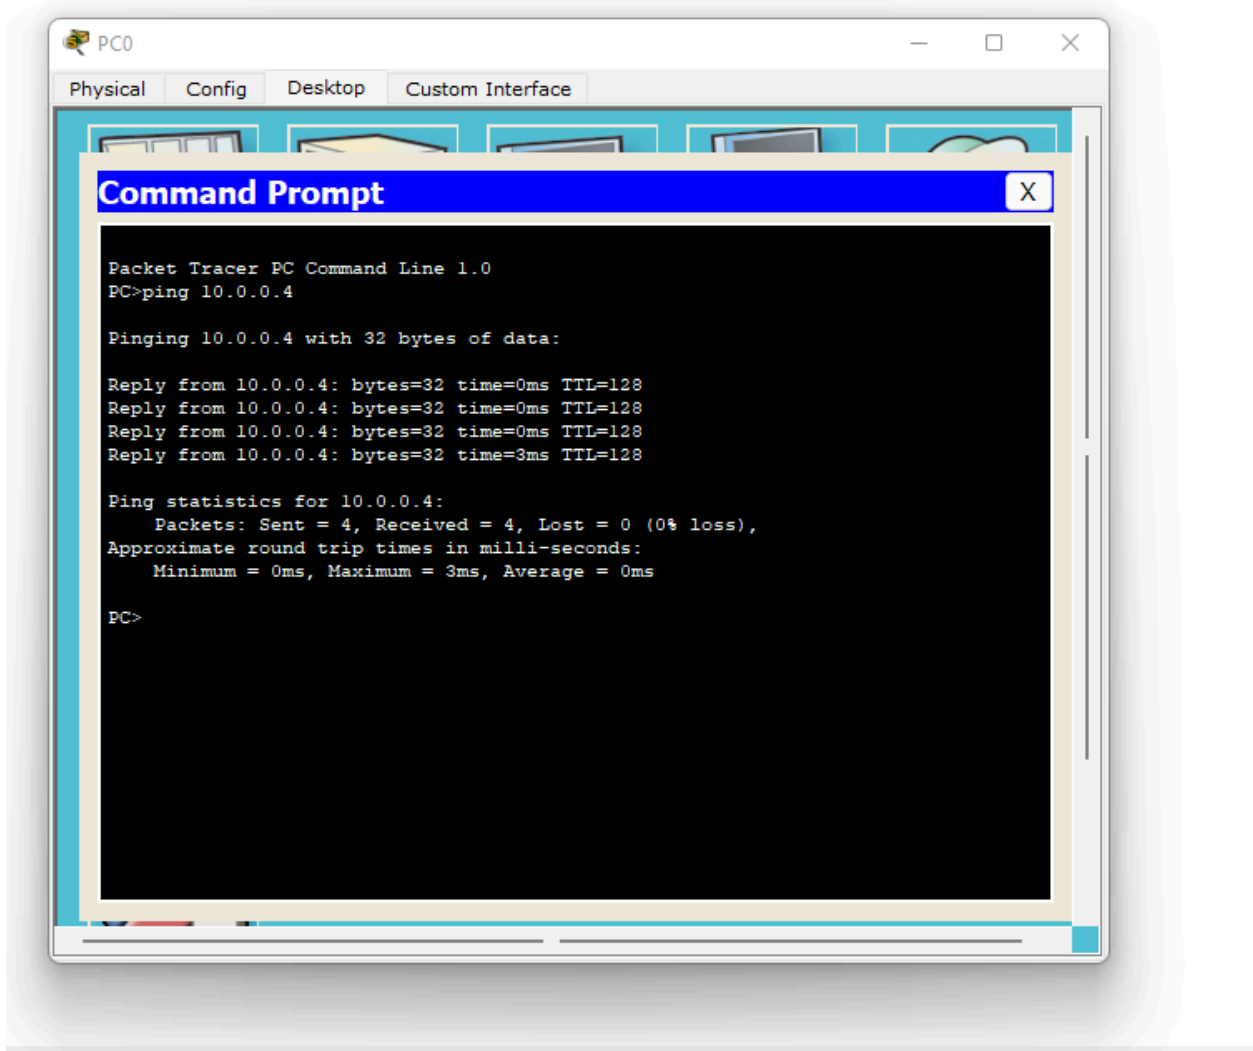 PC0
Physical Config Desktop Custom Interface
Command Prompt X
Packet Tracer PC Command Line 1.0
PC>ping 10.0.0.4
Pinging 10.0.0.4 with 32 bytes of data:
Reply from 10.0.0.4: bytes=32 time=0ms TTL=128
Reply from 10.0.0.4: bytes=32 time=0ms TTL=128
Reply from 10.0.0.4: bytes=32 time=0ms TTL=128
Reply from 10.0.0.4: bytes=32 time=3ms TTL=128
Ping statistics for 10.0.0.4:
Packets: Sent = 4, Received = 4, Lost = 0 (0% loss),
Approximate round trip times in milli-seconds:
Minimum = 0ms, Maximum = 3ms, Average = 0ms
PC>